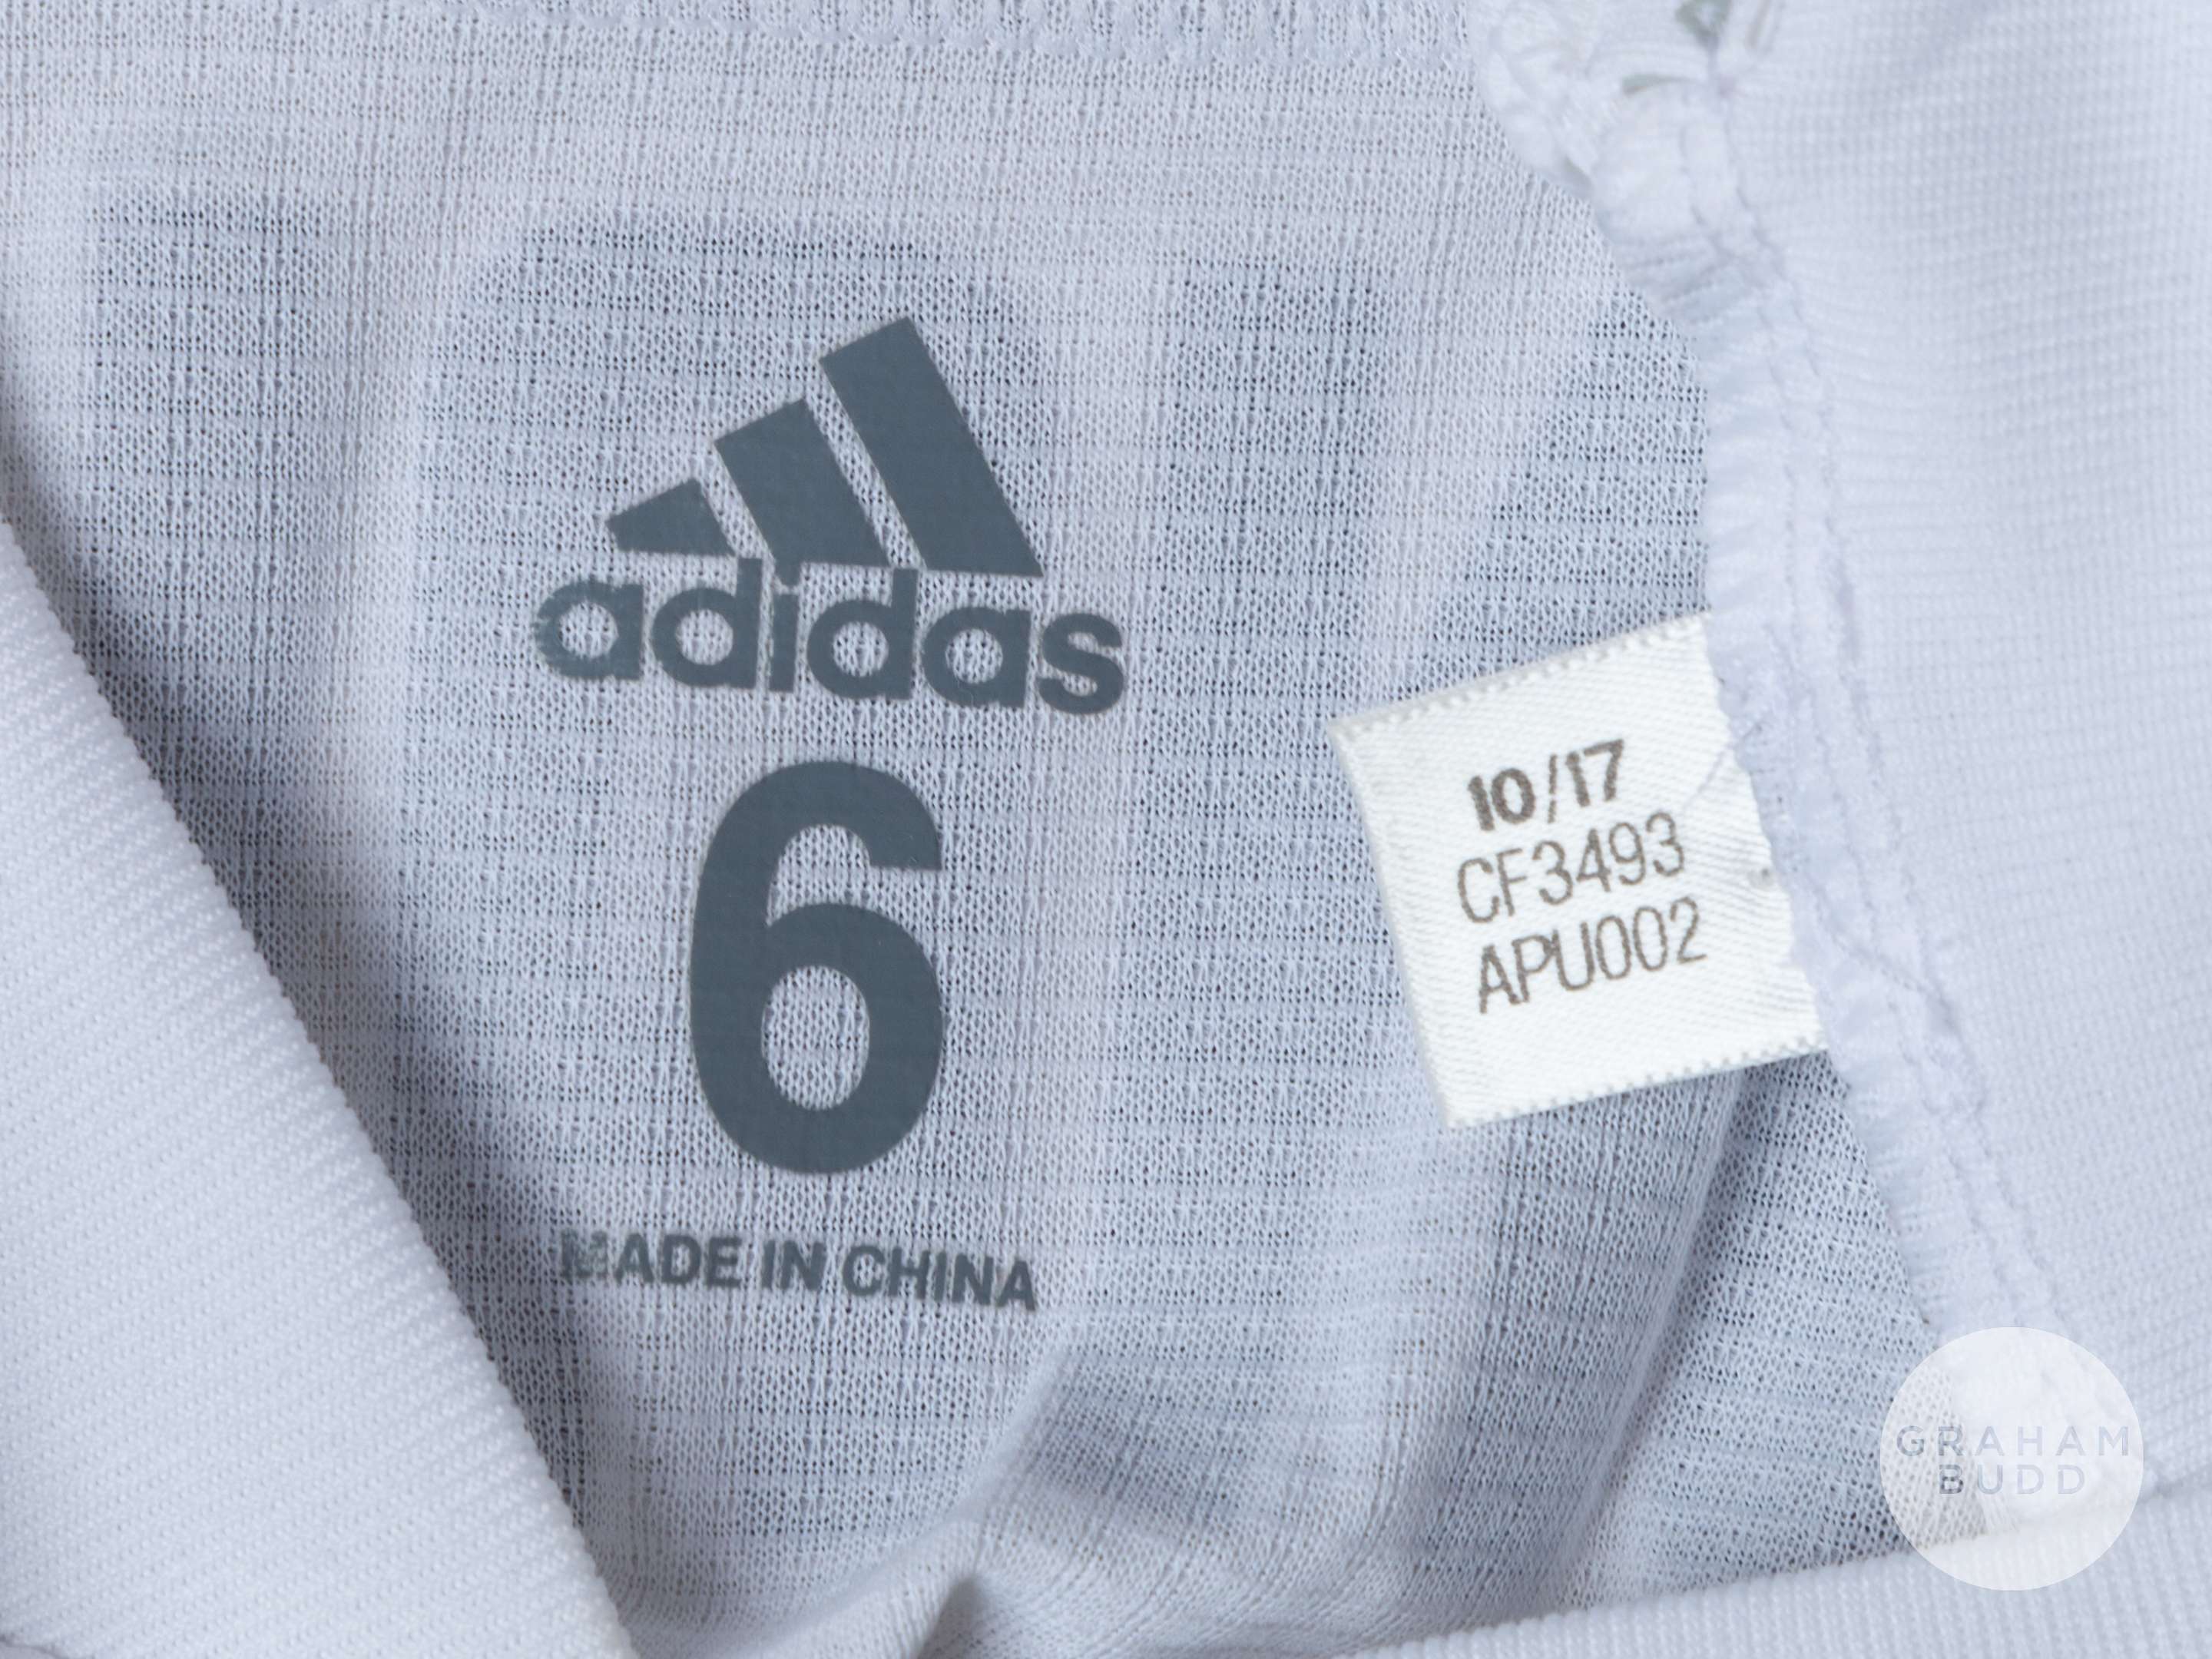 adidas
6
MADE IN CHINA
10/17
CF3493
APU002
GRAHAM
BUDD